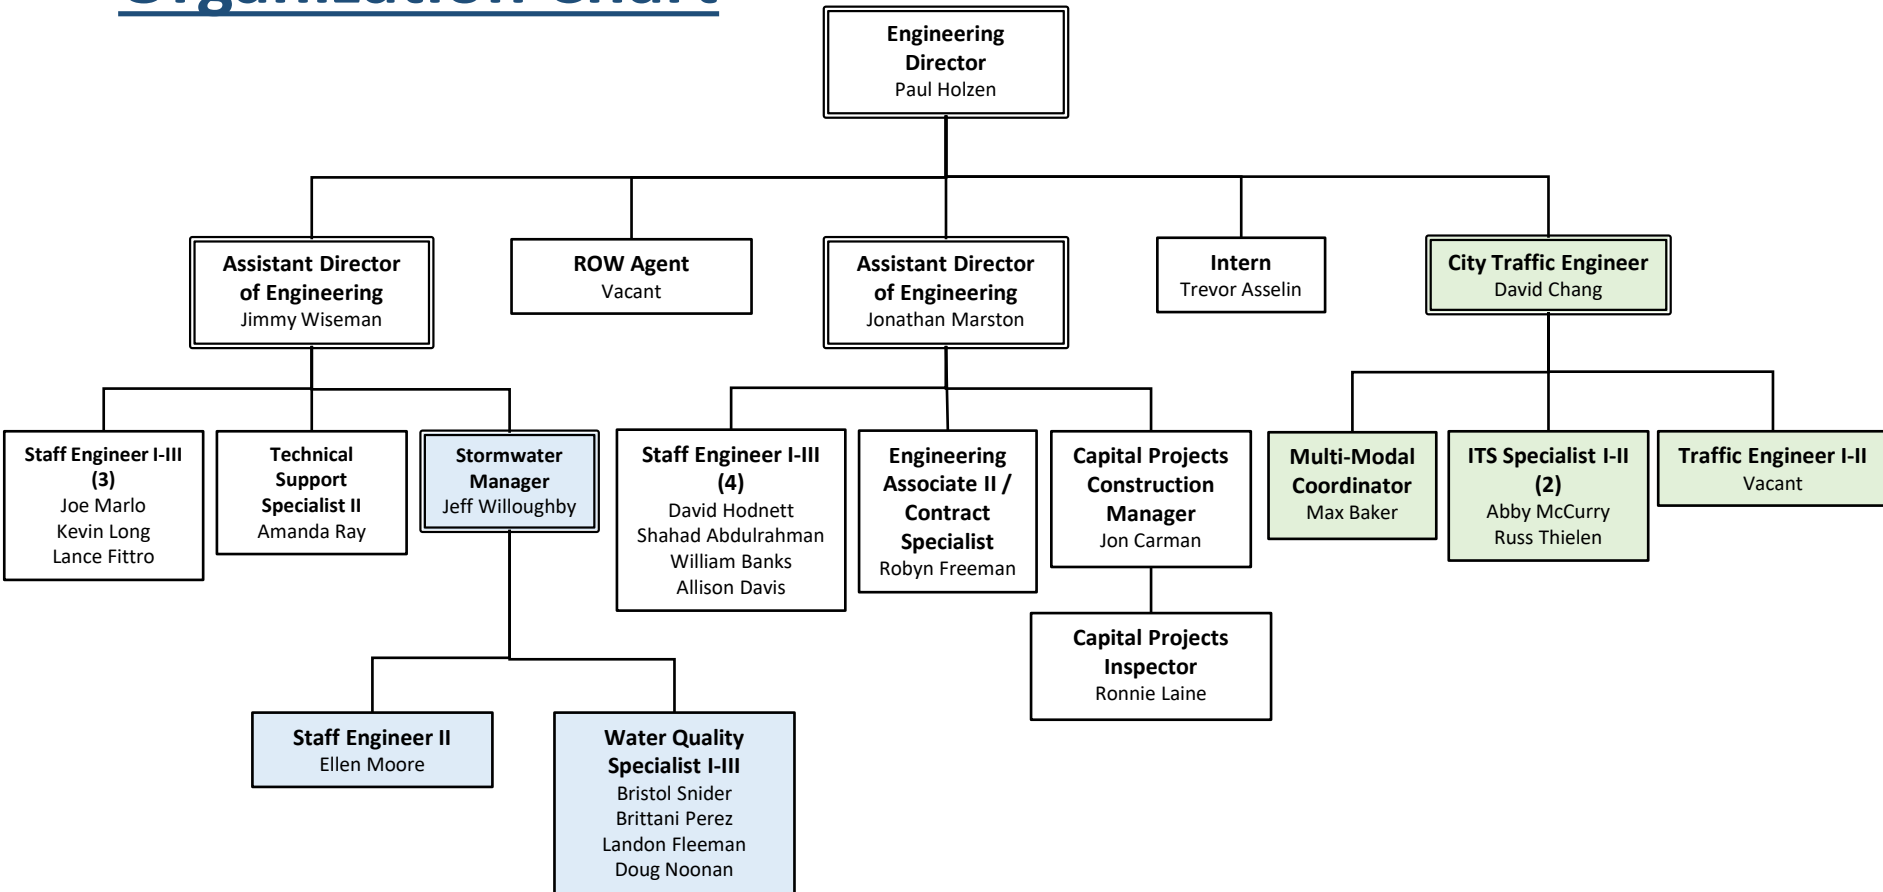 Organization Chart
Engineering
Director
Paul Holzen
Assistant Director
of Engineering
Jimmy Wiseman
ROW Agent
Vacant
Assistant Director
of Engineering
Jonathan Marston
Intern
Trevor Asselin
City Traffic Engineer
David Chang
Staff Engineer I-III
(3)
Joe Marlo
Kevin Long
Lance Fittro
Technical
Support
Specialist II
Amanda Ray
Stormwater
Manager
Jeff Willoughby
Staff Engineer I-III
(4)
David Hodnett
Shahad Abdulrahman
William Banks
Allison Davis
Engineering
Associate II /
Contract
Specialist
Robyn Freeman
Capital Projects
Construction
Manager
Jon Carman
Multi-Modal
Coordinator
Max Baker
ITS Specialist I-II
(2)
Abby McCurry
Russ Thielen
Traffic Engineer I-II
Vacant
Capital Projects
Inspector
Ronnie Laine
Staff Engineer II
Ellen Moore
Water Quality
Specialist I-III
Bristol Snider
Brittani Perez
Landon Fleeman
Doug Noonan